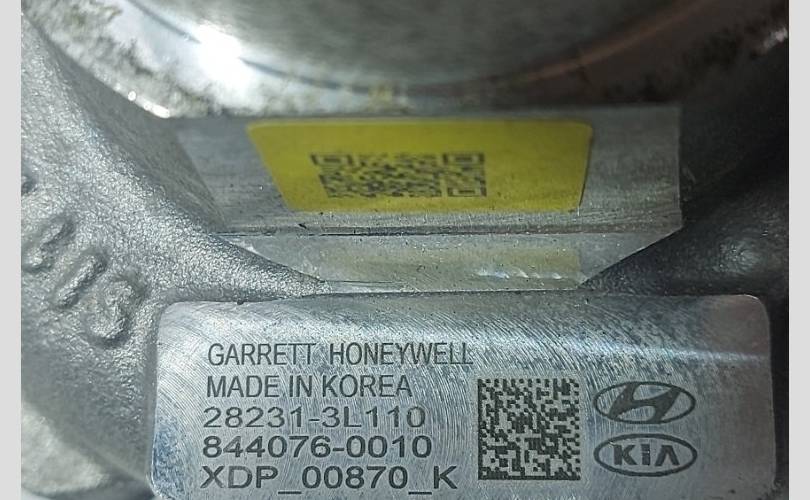 GARRETT HONEYWELL
MADE IN KOREA
28231-3L110
844076-0010
XDP_00870_K
KIA